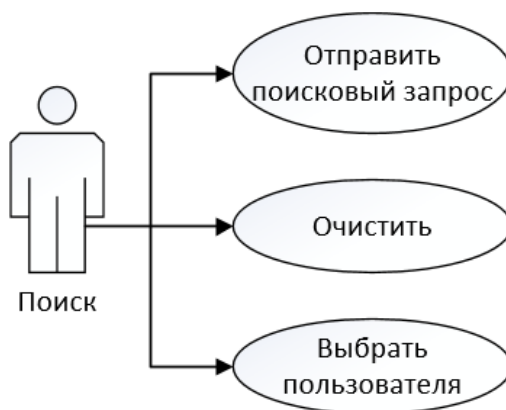 Отправить
поисковый запрос
Очистить
Поиск
Выбрать
пользователя